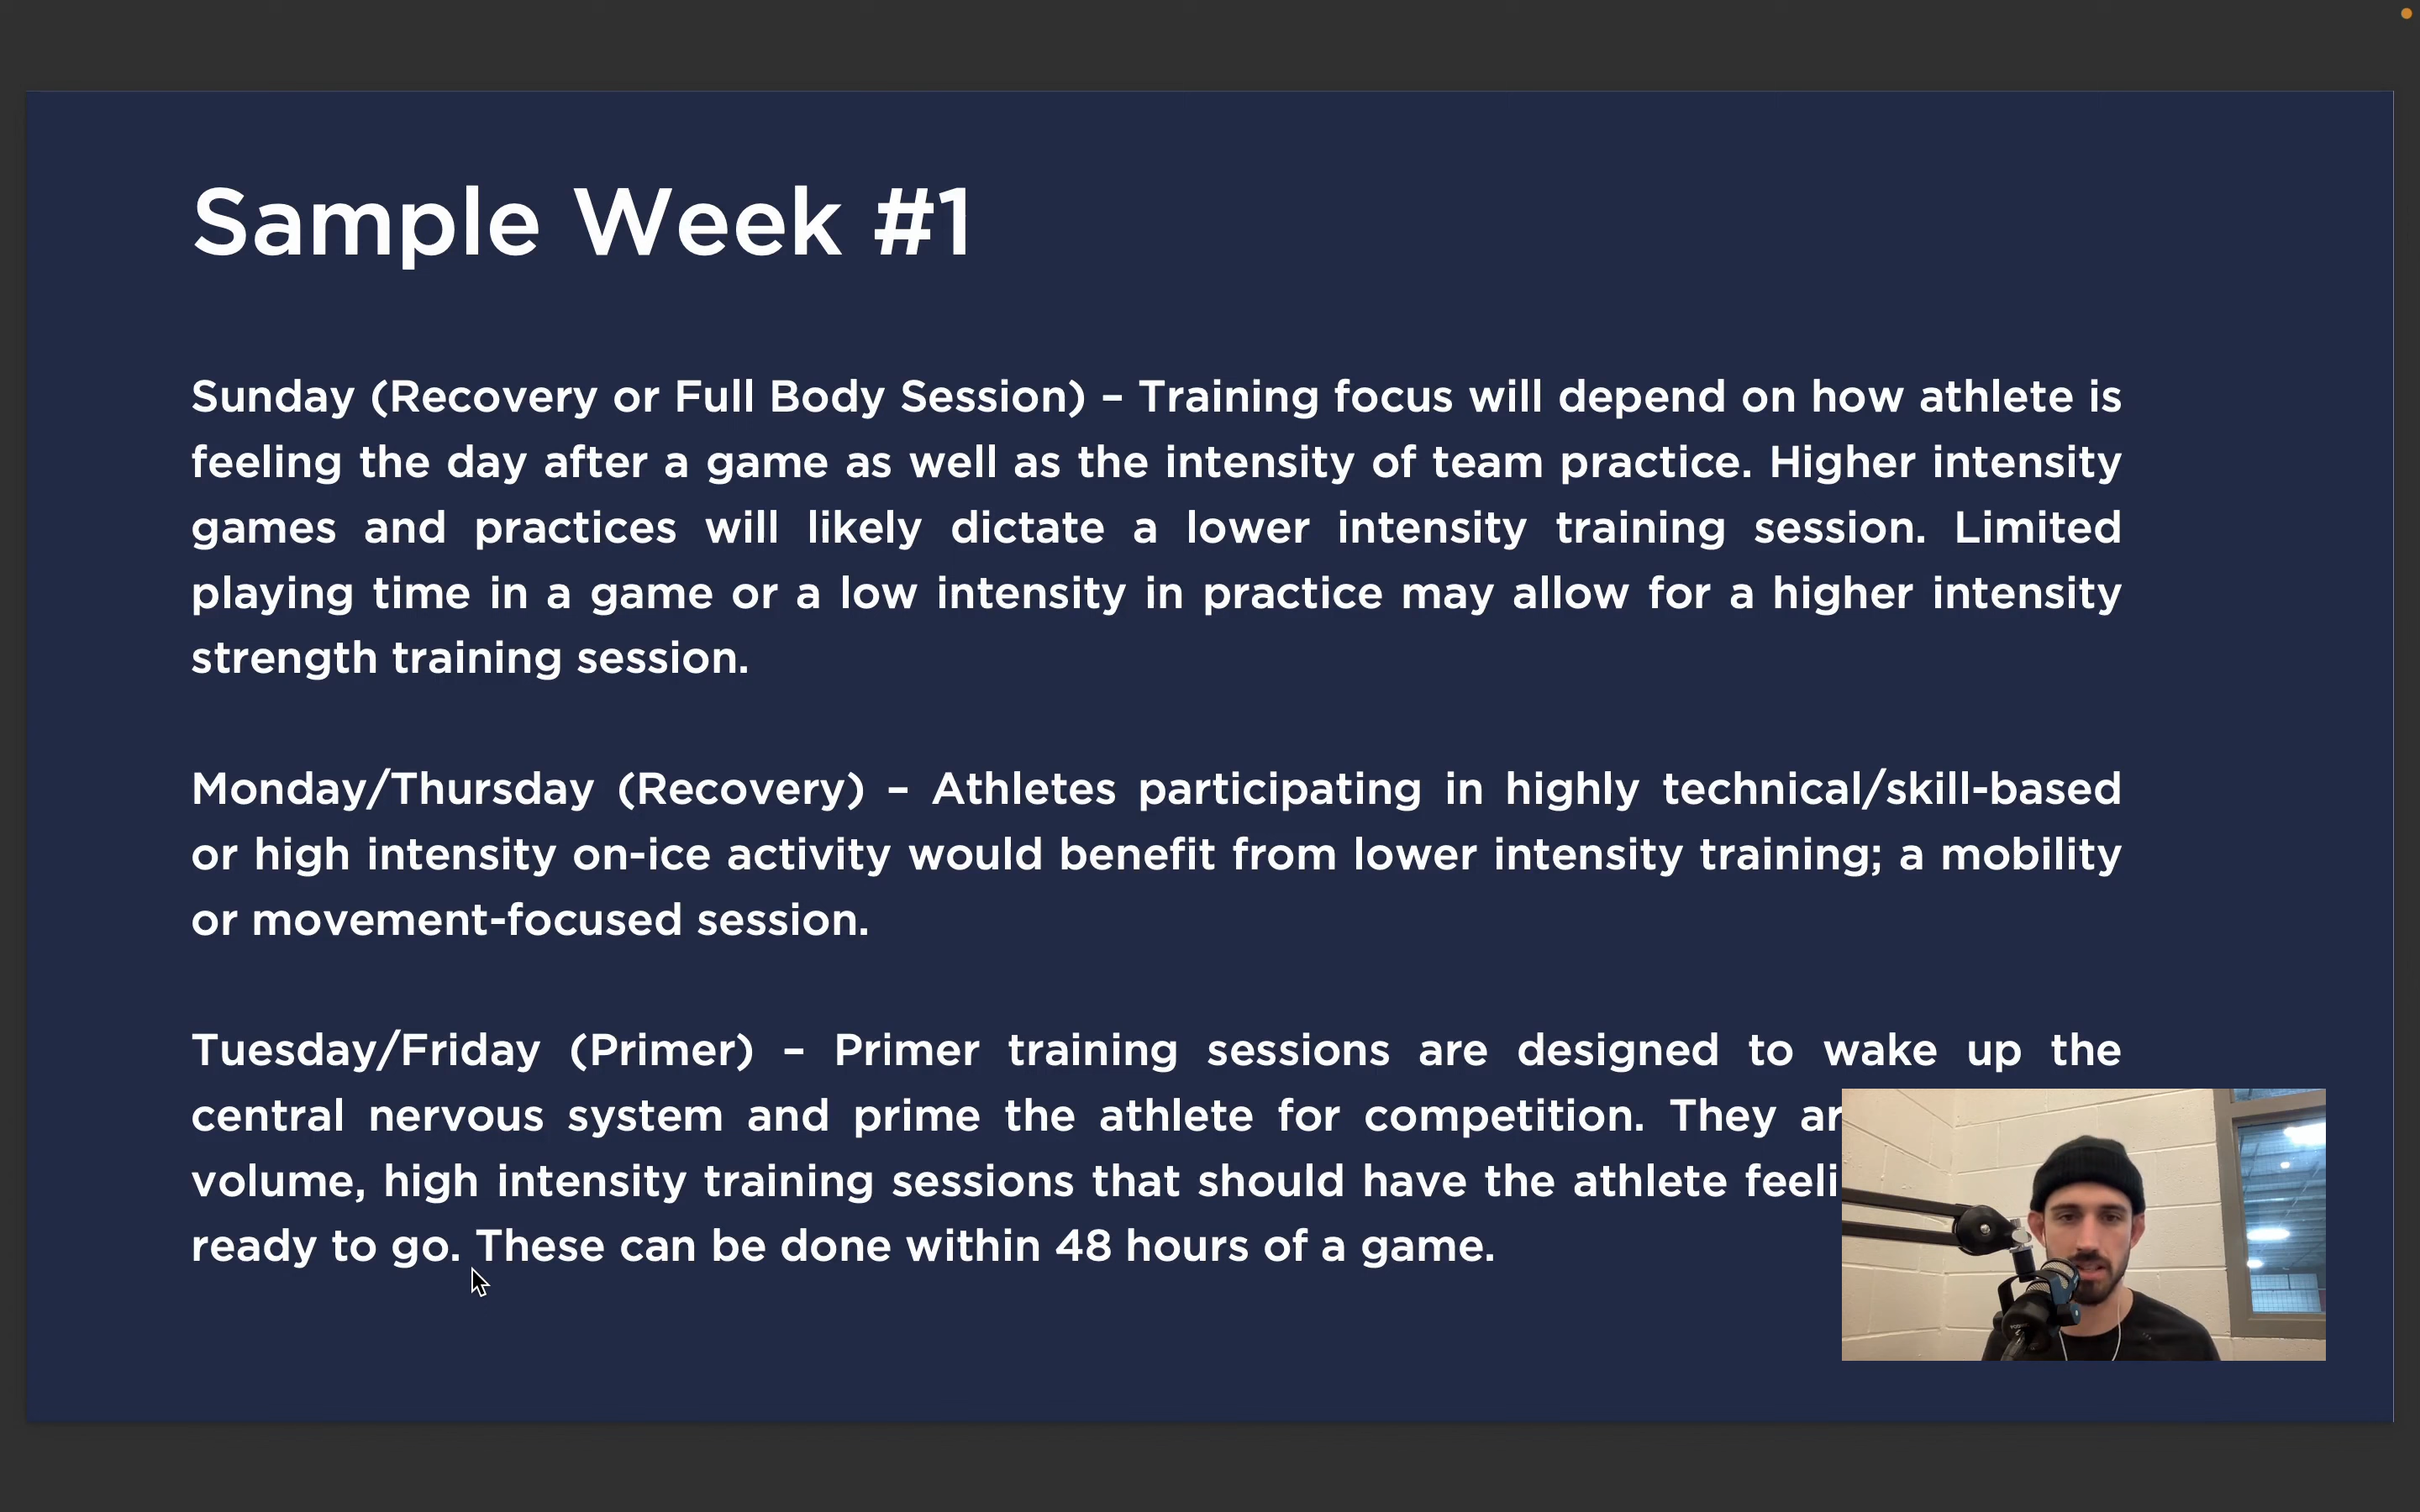 Sample Week #1
Sunday (Recovery or Full Body Session) – Training focus will depend on how athlete is
feeling the day after a game as well as the intensity of team practice. Higher intensity
games and practices will likely dictate a lower intensity training session. Limited
playing time in a game or a low intensity in practice may allow for a higher intensity
strength training session.
Monday/Thursday (Recovery) – Athletes participating in highly technical/skill-based
or high intensity on-ice activity would benefit from lower intensity training; a mobility
or movement-focused session.
Tuesday/Friday (Primer) – Primer training sessions are designed to wake up the
central nervous system and prime the athlete for competition. They
volume, high intensity training sessions that should have the athlete
ready to go. These can be done within 48 hours of a game.